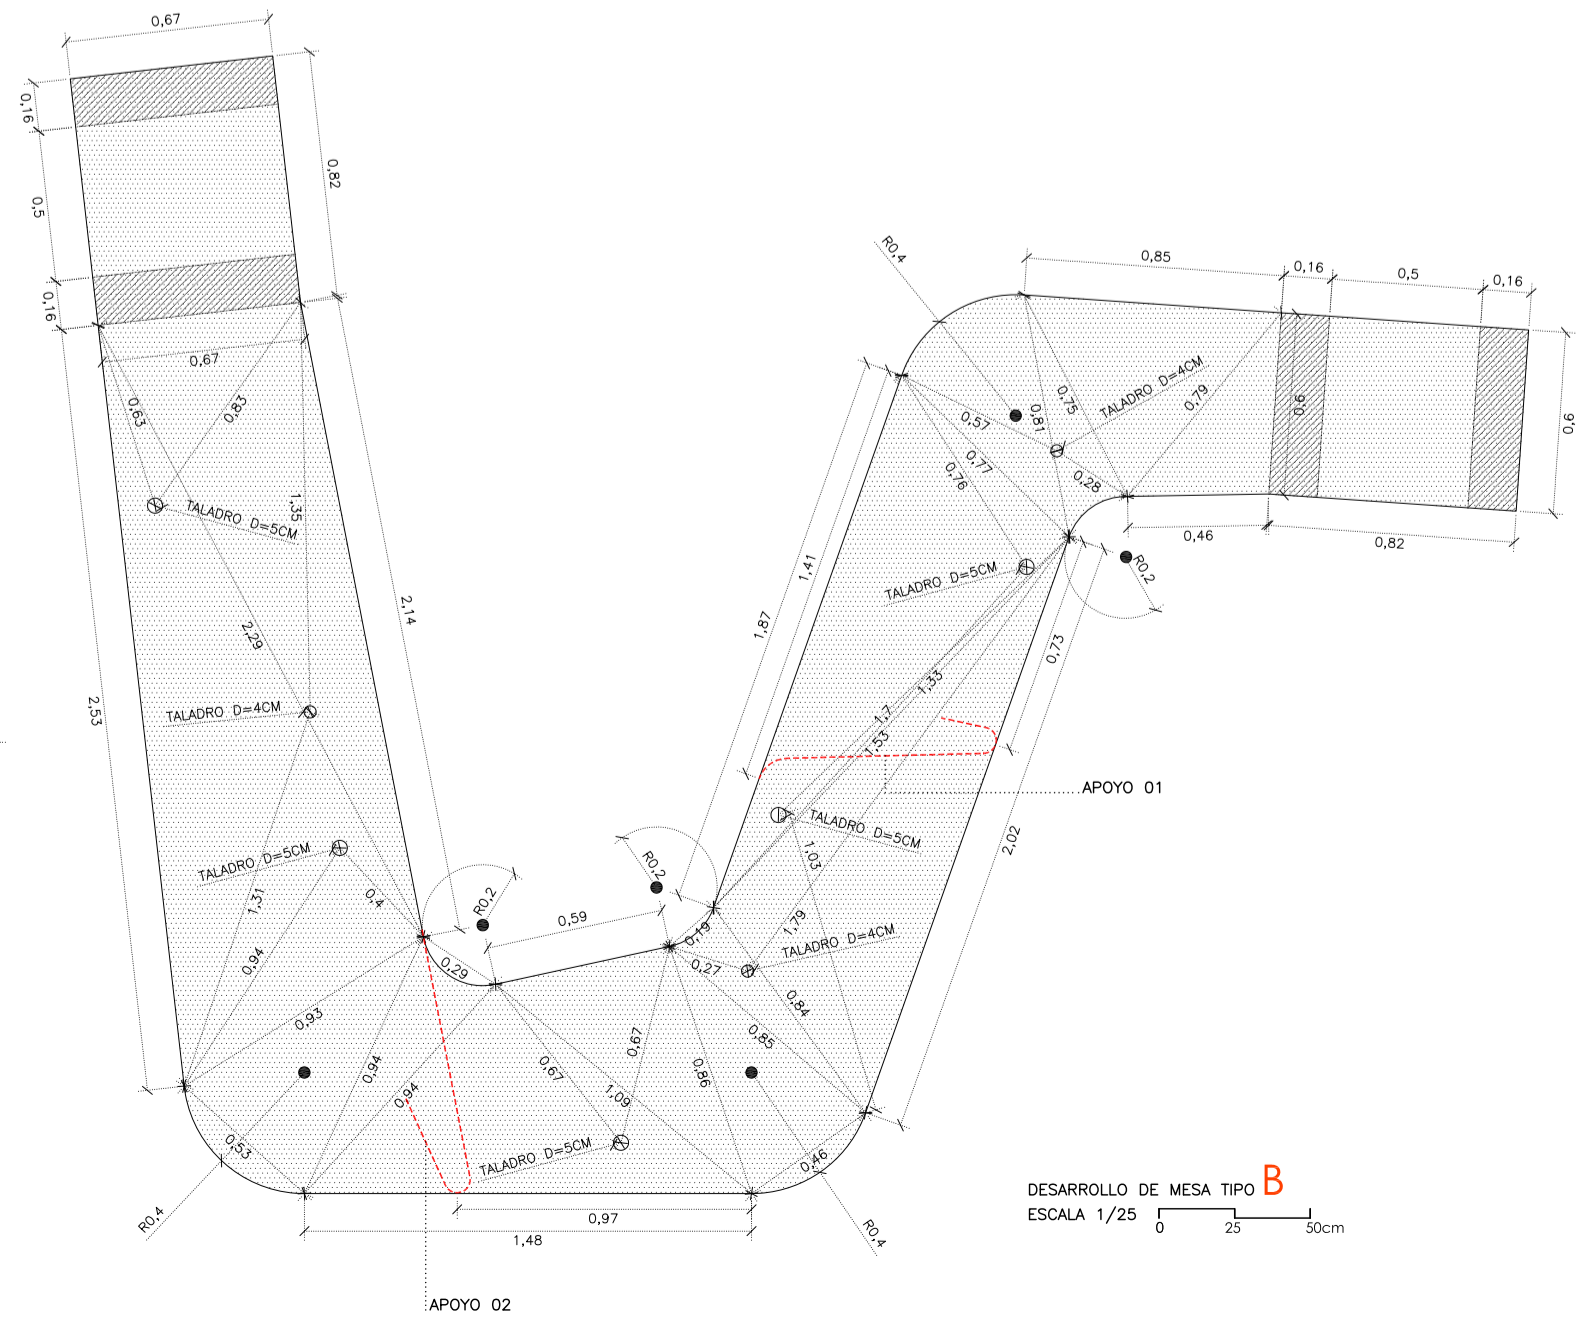 0,67
0,16
0,5
0,16
0,82
0,67
0,63
0,83
1,35
TALADRO D=5CM
2,14
2,29
2,53
TALADRO D=4CM
TALADRO D=5CM
1,31
0,4
0,94
0,93
0,94
0,94
0,53
R0,4
0,29
R0,2
0,59
R0,2
0,19
0,27
0,67
0,67
1,09
0,86
0,85
0,84
TALADRO D=5CM
0,46
R0,4
0,97
1,48
APOYO 02
R0,4
0,85
0,16
0,5
0,16
0,6
0,6
TALADRO D=4CM
0,75
0,79
0,81
0,57
0,77
0,76
0,28
0,46
0,82
R0,2
TALADRO D=5CM
1,41
1,87
0,73
1,33
1,7
1,53
APOYO 01
TALADRO D=5CM
1,03
2,02
1,79
TALADRO D=4CM
DESARROLLO DE MESA TIPO B
ESCALA 1/25
0 25 50cm